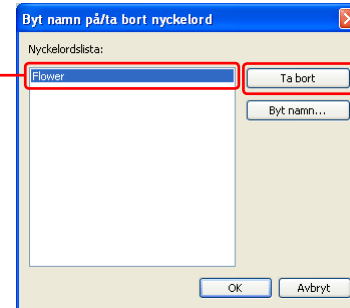 Byt namn på/ta bort nyckelord
Nyckelordslista:
Flower
Ta bort
Byt namn...
OK
Avbryt